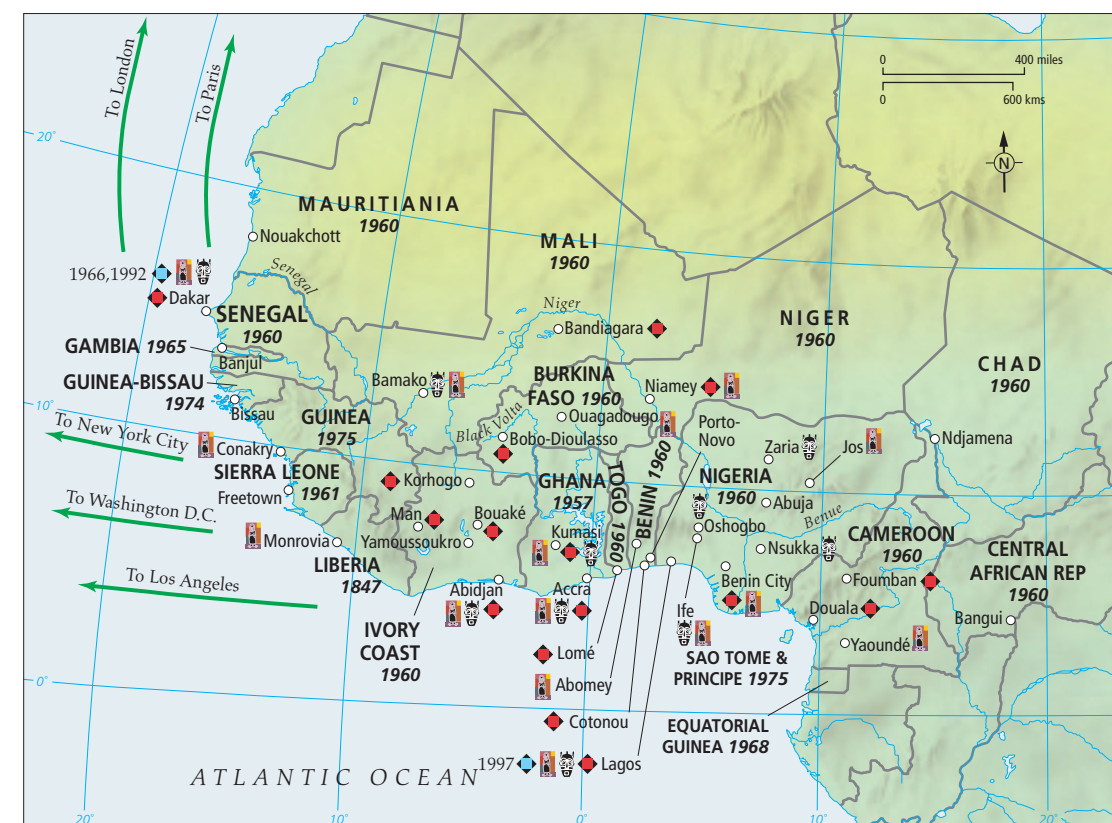 To London
To Paris
0 400 miles
0 600 kms
N
20°
MAURITIANIA
1960
Nouakchott
MALI
1960
Senegal
1966,1992
Dakar
SENEGAL
1960
Niger
Bandiagara
NIGER
1960
GAMBIA 1965
Banjul
CHAD
1960
GUINEA-BISSAU
1974
Bissau
Bamako
BURKINA
FASO 1960
Niamey
Ouagadougo
10°
GUINEA
1975
Black Volta
Bobo-Dioulasso
Porto-
Novo
To New York City
Conakry
Zaria
Jos
Ndjamena
SIERRA LEONE
1961
Freetown
Korhogo
GHANA
1957
TOGO 1960
BENIN 1960
NIGERIA
1960
Abuja
To Washington D.C.
Man
Bouaké
Yamoussoukro
Kumasi
Oshogbo
Benue
Monrovia
LIBERIA
1847
Nsukka
CAMEROON
1960
CENTRAL
AFRICAN REP
1960
To Los Angeles
Abidjan
Accra
Benin City
Foumban
Ife
Douala
Bangui
IVORY
COAST
1960
Yaoundé
Lomé
SAO TOME &
PRINCIPE 1975
0°
Abomey
Cotonou
EQUATORIAL
GUINEA 1968
1997
Lagos
ATLANTIC OCEAN
20°
10°
0°
10°
20°